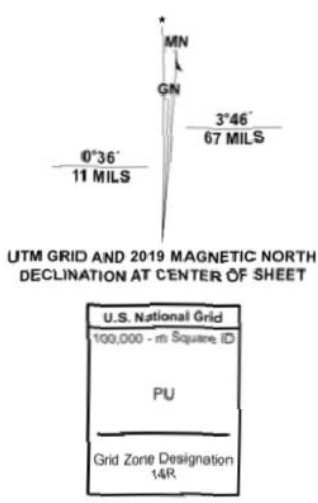 *
MN
GN
3°46´
67 MILS
0°36´
11 MILS
UTM GRID AND 2019 MAGNETIC NORTH
DECLINATION AT CENTER OF SHEET
U.S. National Grid
100,000 - m Square ID
PU
Grid Zone Designation
14R